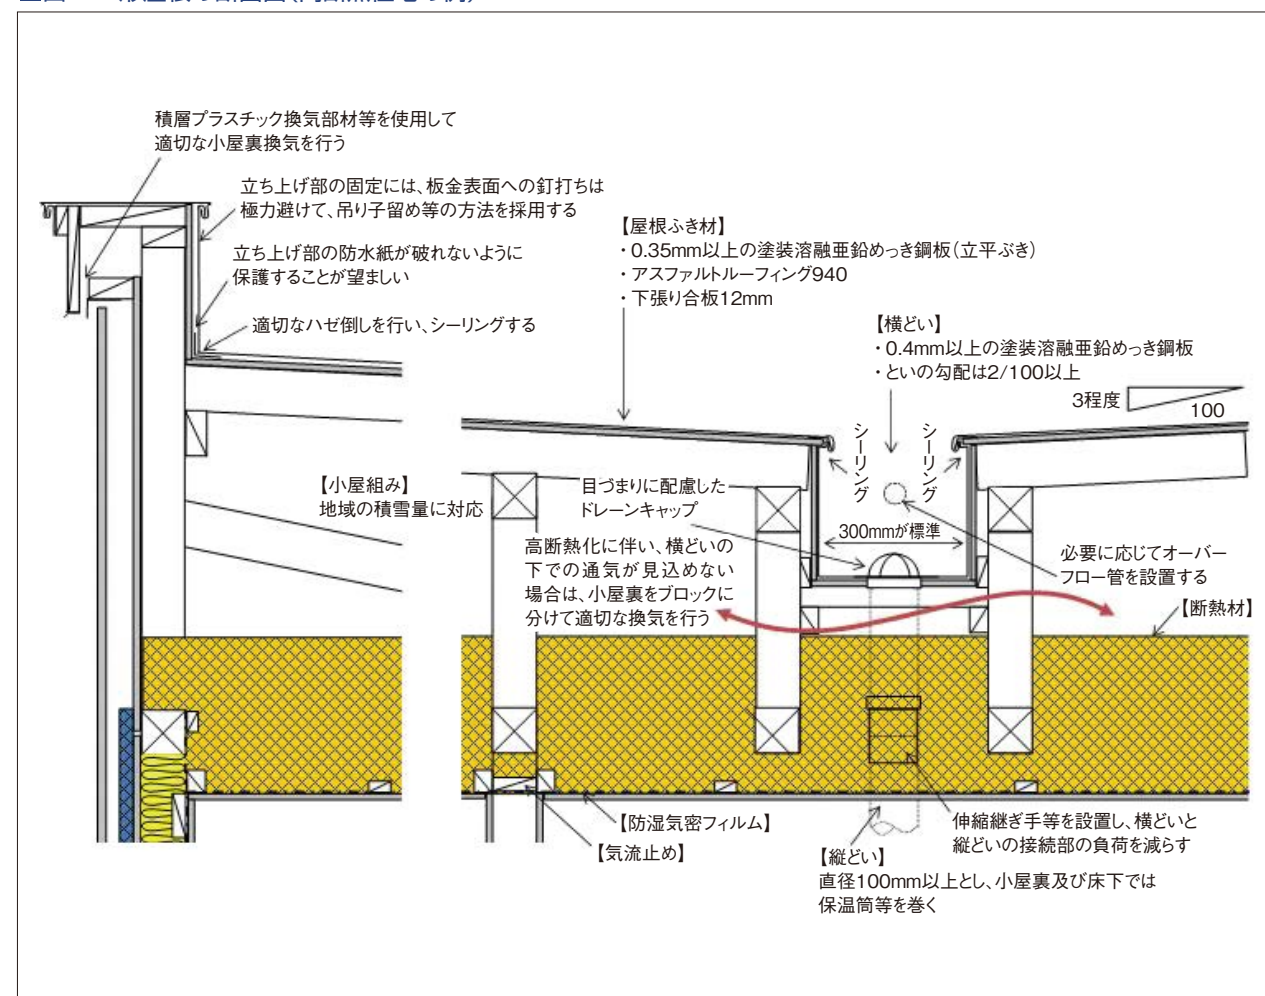 積層プラスチック換気部材等を使用して
適切な小屋裏換気を行う
立ち上げ部の固定には、板金表面への釘打ちは
極力避けて、吊り子留め等の方法を採用する
立ち上げ部の防水紙が破れないように
保護することが望ましい
適切なハゼ倒しを行い、シーリングする
【屋根ふき材】
・0.35mm以上の塗装溶融亜鉛めっき鋼板（立平ぶき）
・アスファルトルーフィング940
・下張り合板12mm
【横どい】
・0.4mm以上の塗装溶融亜鉛めっき鋼板
・といの勾配は2/100以上
3程度
100
シーリング
シーリング
【小屋組み】
地域の積雪量に対応
目づまりに配慮した
ドレーンキャップ
300mmが標準
高断熱化に伴い、横どいの
下での通気が見込めない
場合は、小屋裏をブロックに
分けて適切な換気を行う
必要に応じてオーバー
フロー管を設置する
【断熱材】
【防湿気密フィルム】
【気流止め】
伸縮継ぎ手等を設置し、横どいと
縦どいの接続部の負荷を減らす
【縦どい】
直径100mm以上とし、小屋裏及び床下では
保温筒等を巻く